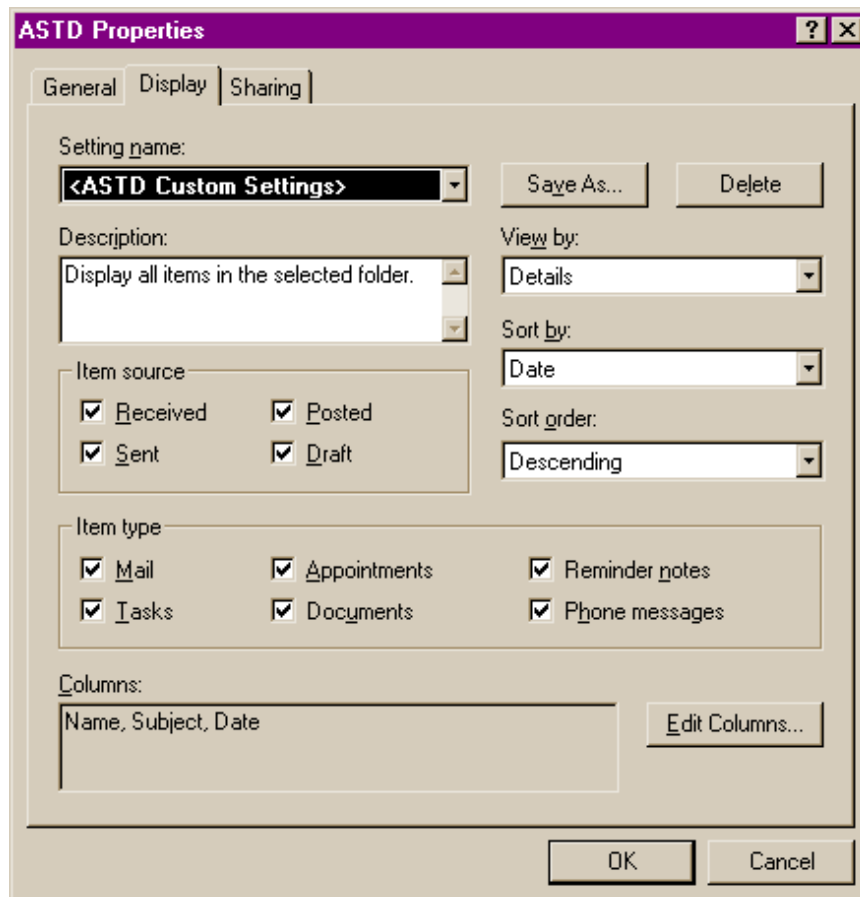 ASTD Properties
General Display Sharing
Setting name:
<ASTD Custom Settings>
Save As...
Delete
Description:
Display all items in the selected folder.
View by:
Details
Sort by:
Date
Item source
Received
Posted
Sent
Draft
Sort order:
Descending
Item type
Mail
Appointments
Reminder notes
Tasks
Documents
Phone messages
Columns:
Name, Subject, Date
Edit Columns...
OK
Cancel